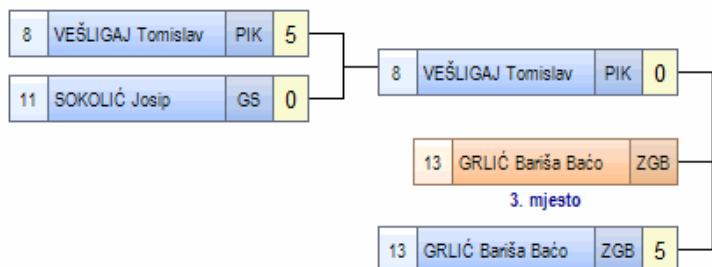 8 VEŠLIGAJ Tomislav PIK 5
11 SOKOLIĆ Josip GS 0
8 VEŠLIGAJ Tomislav PIK 0
13 GRLIĆ Bariša Baćo ZGB
3. mjesto
13 GRLIĆ Bariša Baćo ZGB 5